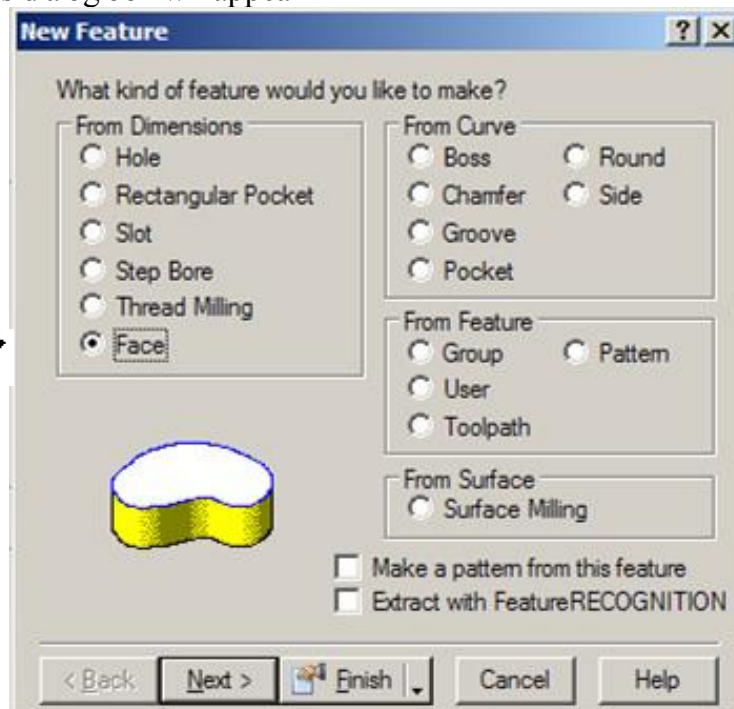 New Feature
What kind of feature would you like to make?
From Dimensions
Hole
Rectangular Pocket
Slot
Step Bore
Thread Milling
Face
From Curve
Boss
Round
Chamfer
Side
Groove
Pocket
From Feature
Group
Pattern
User
Toolpath
From Surface
Surface Milling
Make a pattern from this feature
Extract with FeatureRECOGNITION
< Back
Next >
Finish
Cancel
Help